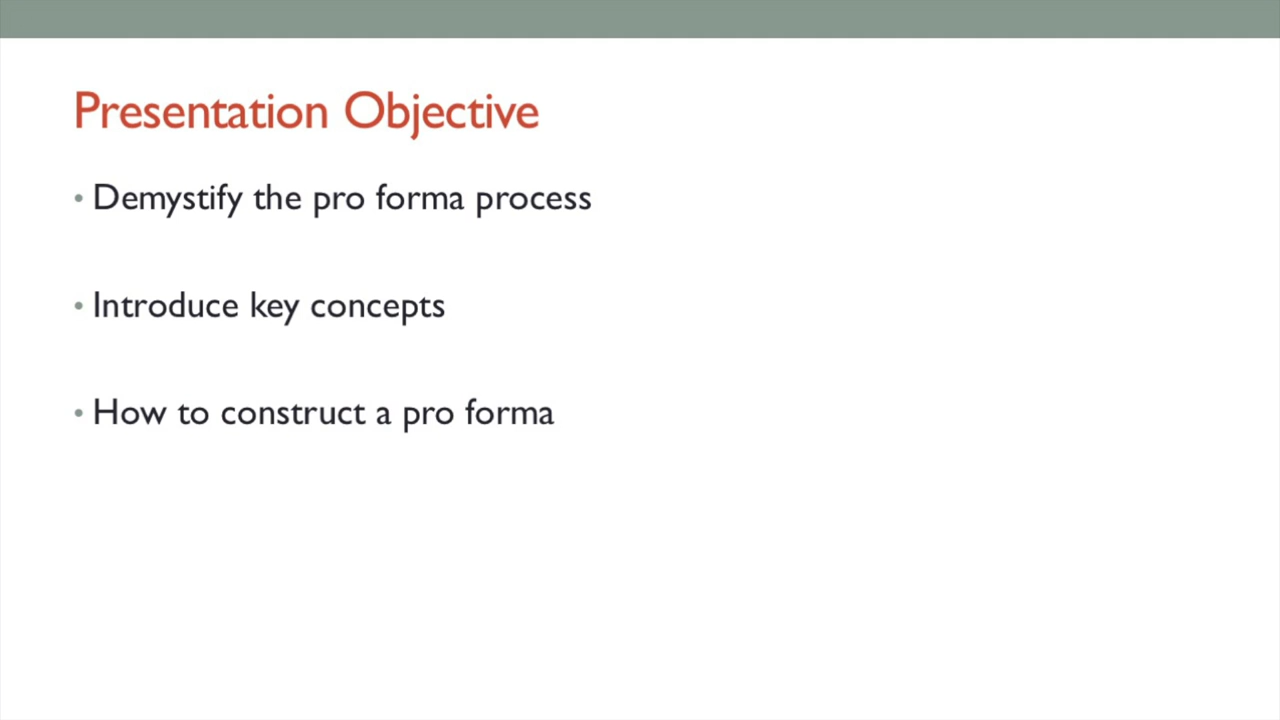 Presentation Objective
• Demystify the pro forma process
• Introduce key concepts
• How to construct a pro forma